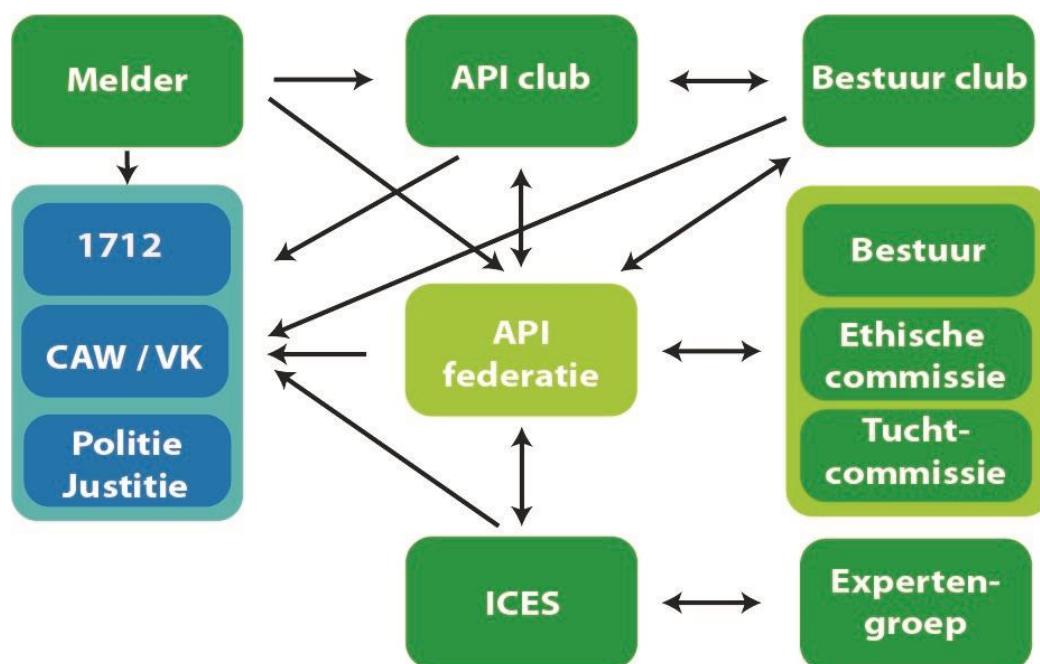 Melder
API club
Bestuur club
1712
CAW / VK
Politie
Justitie
API
federatie
Bestuur
Ethische
commissie
Tucht-
commissie
ICES
Experten-
groep